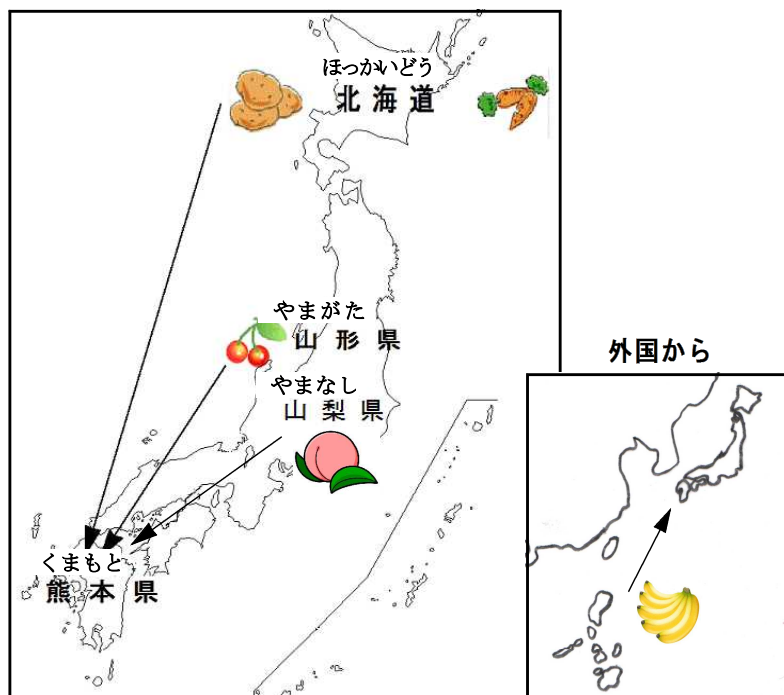 ほっかいどう
北海道
やまがた
山形県
やまなし
山梨県
くまもと
熊本県
外国から